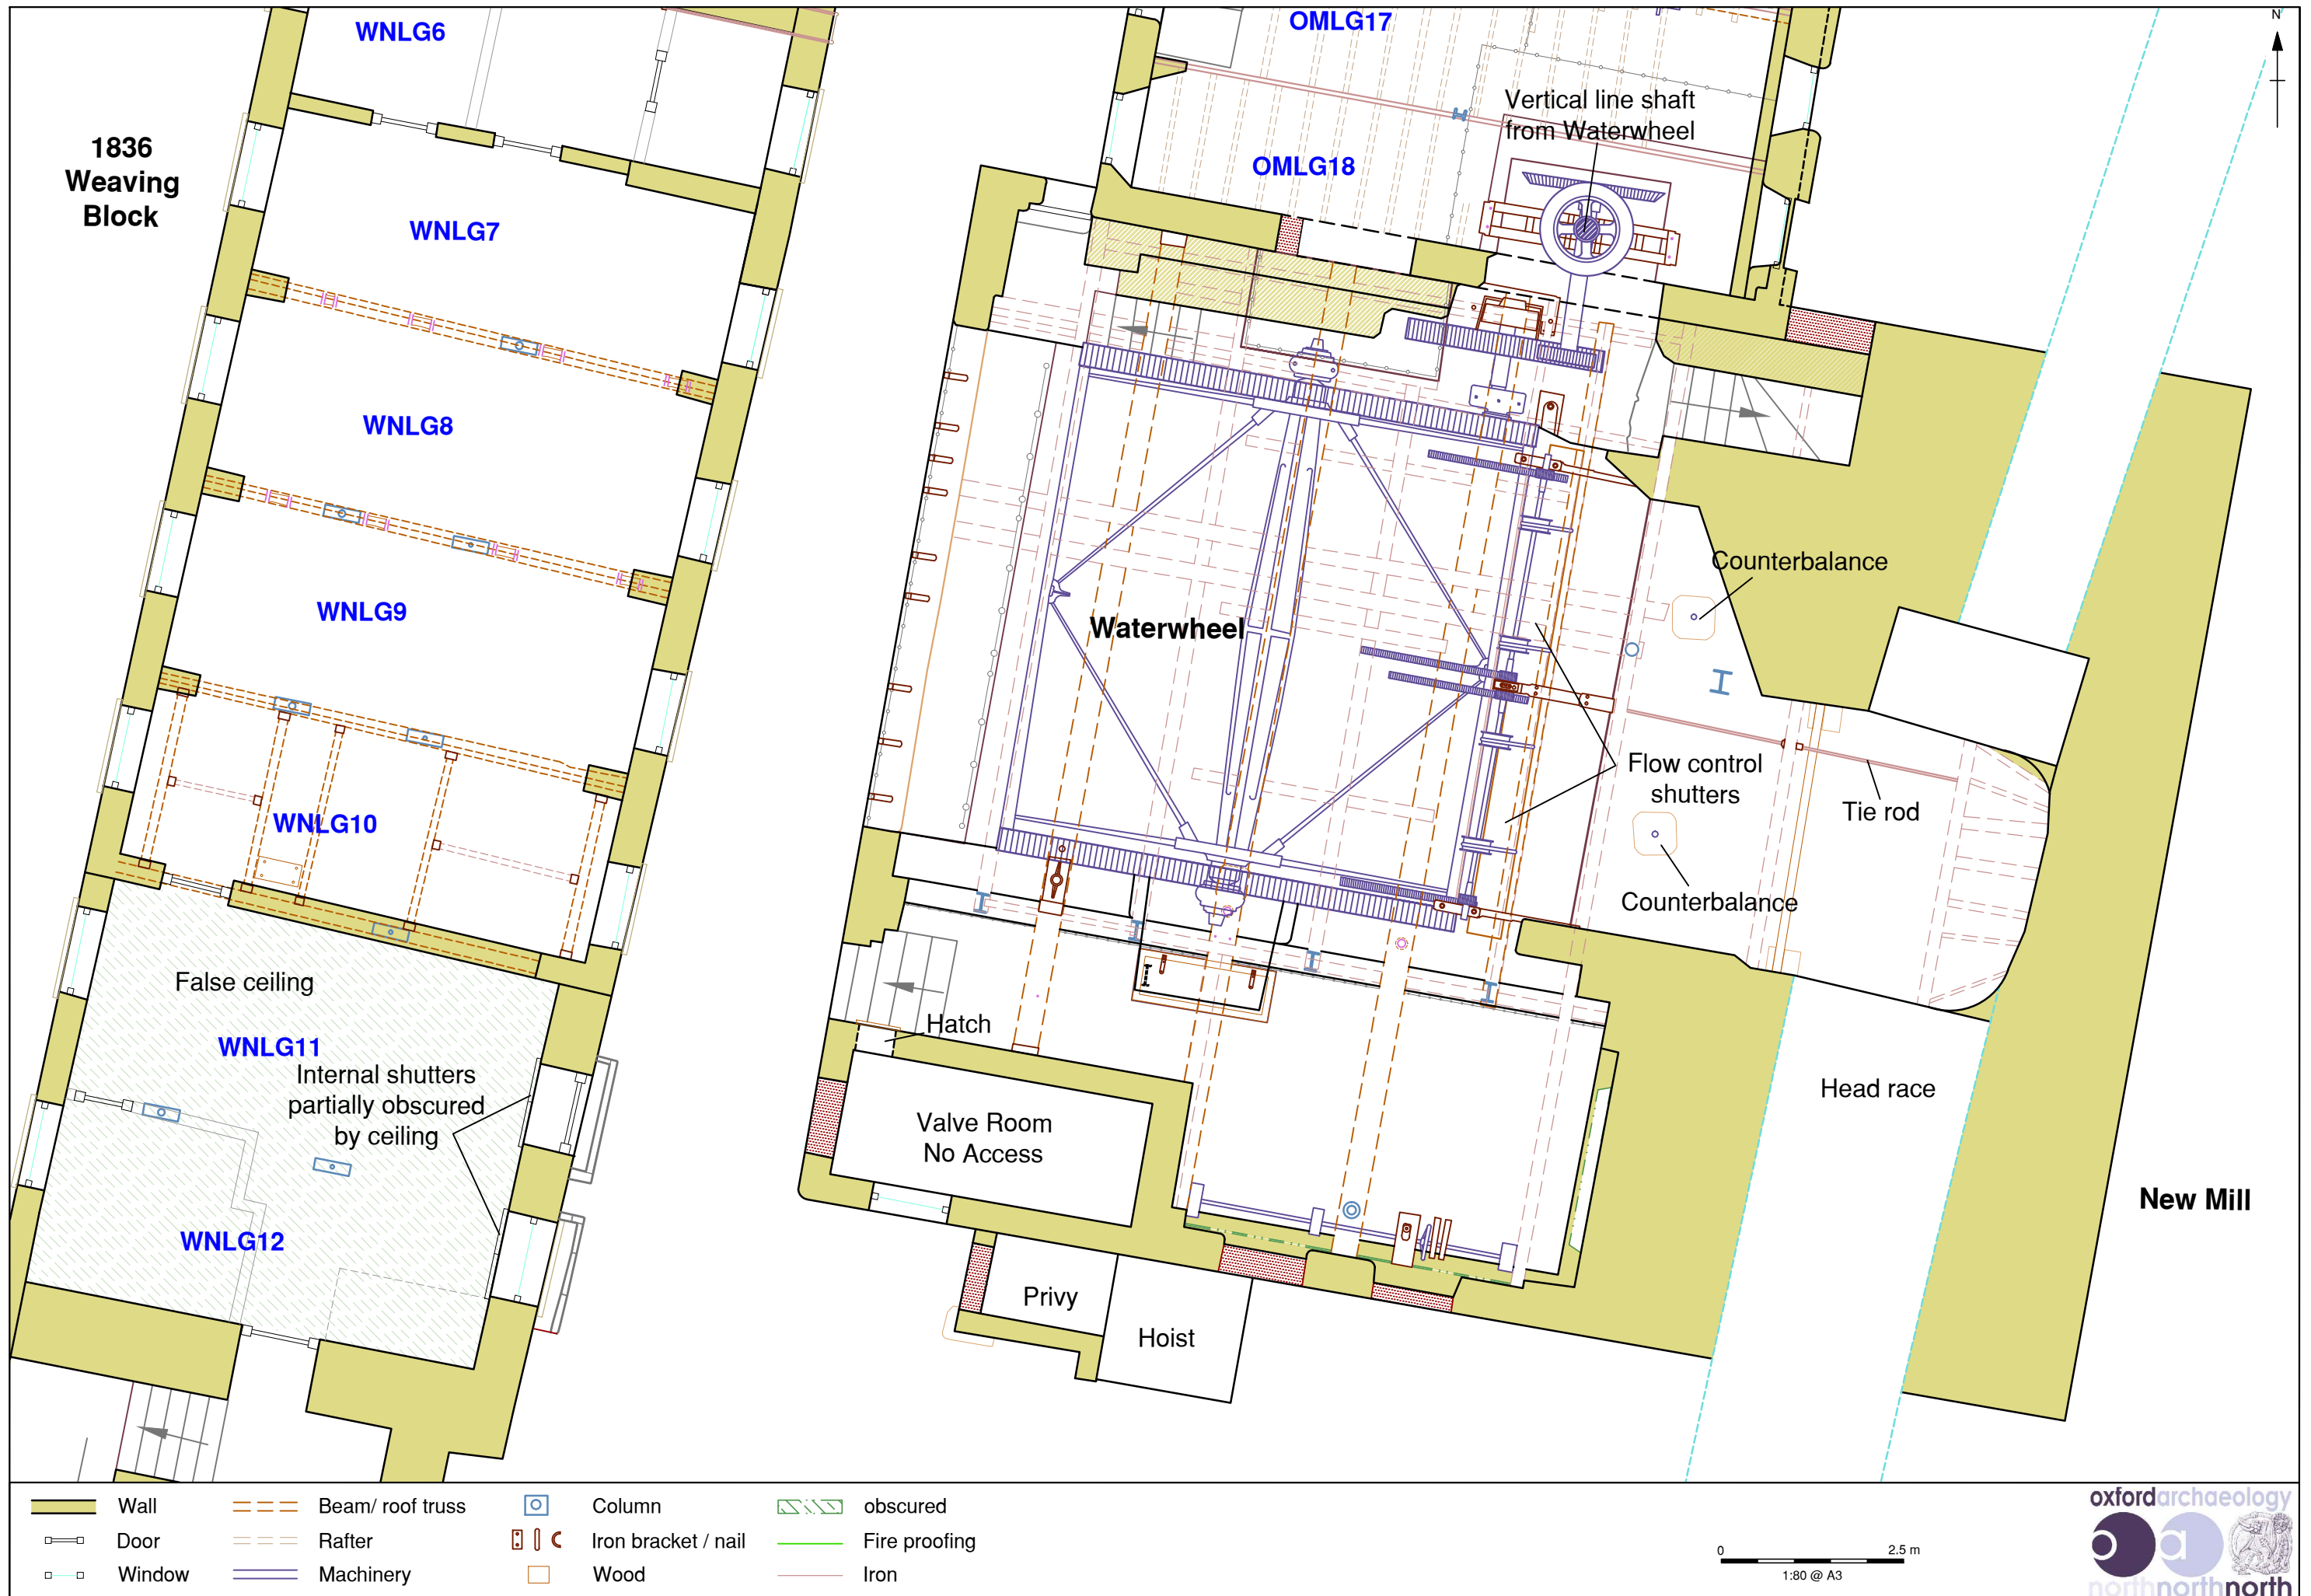 WNLG6
OMLG17
N
Vertical line shaft
from Waterwheel
1836
Weaving
Block
OMLG18
WNLG7
WNLG8
Counterbalance
WNLG9
Waterwheel
Flow control
shutters
Tie rod
WNLG10
Counterbalance
False ceiling
Hatch
WNLG11
Internal shutters
partially obscured
by ceiling
Head race
Valve Room
No Access
New Mill
WNLG12
Privy
Hoist
Wall
Beam/ roof truss
Column
obscured
Door
Rafter
Iron bracket / nail
Fire proofing
Window
Machinery
Wood
Iron
0 2.5 m
1:80 @ A3
oxfordarchaeology
oa
northnorthnorth